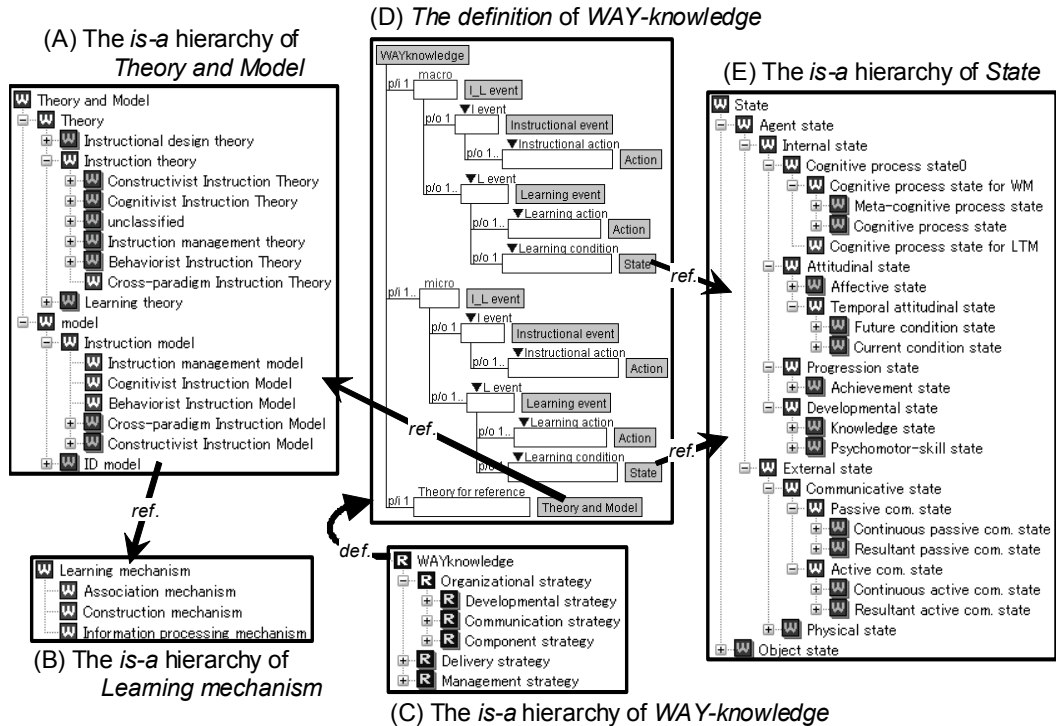 (A) The is-a hierarchy of
Theory and Model
Theory and Model
Theory
Instructional design theory
Instruction theory
Constructivist Instruction Theory
Cognitivist Instruction Theory
unclassified
Instruction management theory
Behaviorist Instruction Theory
Cross-paradigm Instruction Theory
Learning theory
model
Instruction model
Instruction management model
Cognitivist Instruction Model
Behaviorist Instruction Model
Cross-paradigm Instruction Model
Constructivist Instruction Model
ID model
ref.
Learning mechanism
Association mechanism
Construction mechanism
Information processing mechanism
(B) The is-a hierarchy of
Learning mechanism
(D) The definition of WAY-knowledge
WAYknowledge
macro
p/i 1 I_L event
▼I event
p/o 1 Instructional event
▼Instructional action
p/o 1.. Action
▼L event
p/o 1.. Learning event
▼Learning action
p/o 1.. Action
▼Learning condition
p/o 1.. State
ref.
micro
p/i 1.. I_L event
▼I event
p/o 1 Instructional event
▼Instructional action
p/o 1.. Action
▼L event
p/o 1.. Learning event
▼Learning action
p/o 1.. Action
▼Learning condition
p/o 1.. State
ref.
ref.
Theory for reference
p/i 1 Theory and Model
def.
R WAYknowledge
R Organizational strategy
R Developmental strategy
R Communication strategy
R Component strategy
R Delivery strategy
R Management strategy
(C) The is-a hierarchy of WAY-knowledge
(E) The is-a hierarchy of State
State
Agent state
Internal state
Cognitive process state0
Cognitive process state for WM
Meta-cognitive process state
Cognitive process state
Cognitive process state for LTM
Attitudinal state
Affective state
Temporal attitudinal state
Future condition state
Current condition state
Progression state
Achievement state
Developmental state
Knowledge state
Psychomotor-skill state
External state
Communicative state
Passive com. state
Continuous passive com. state
Resultant passive com. state
Active com. state
Continuous active com. state
Resultant active com. state
Physical state
Object state